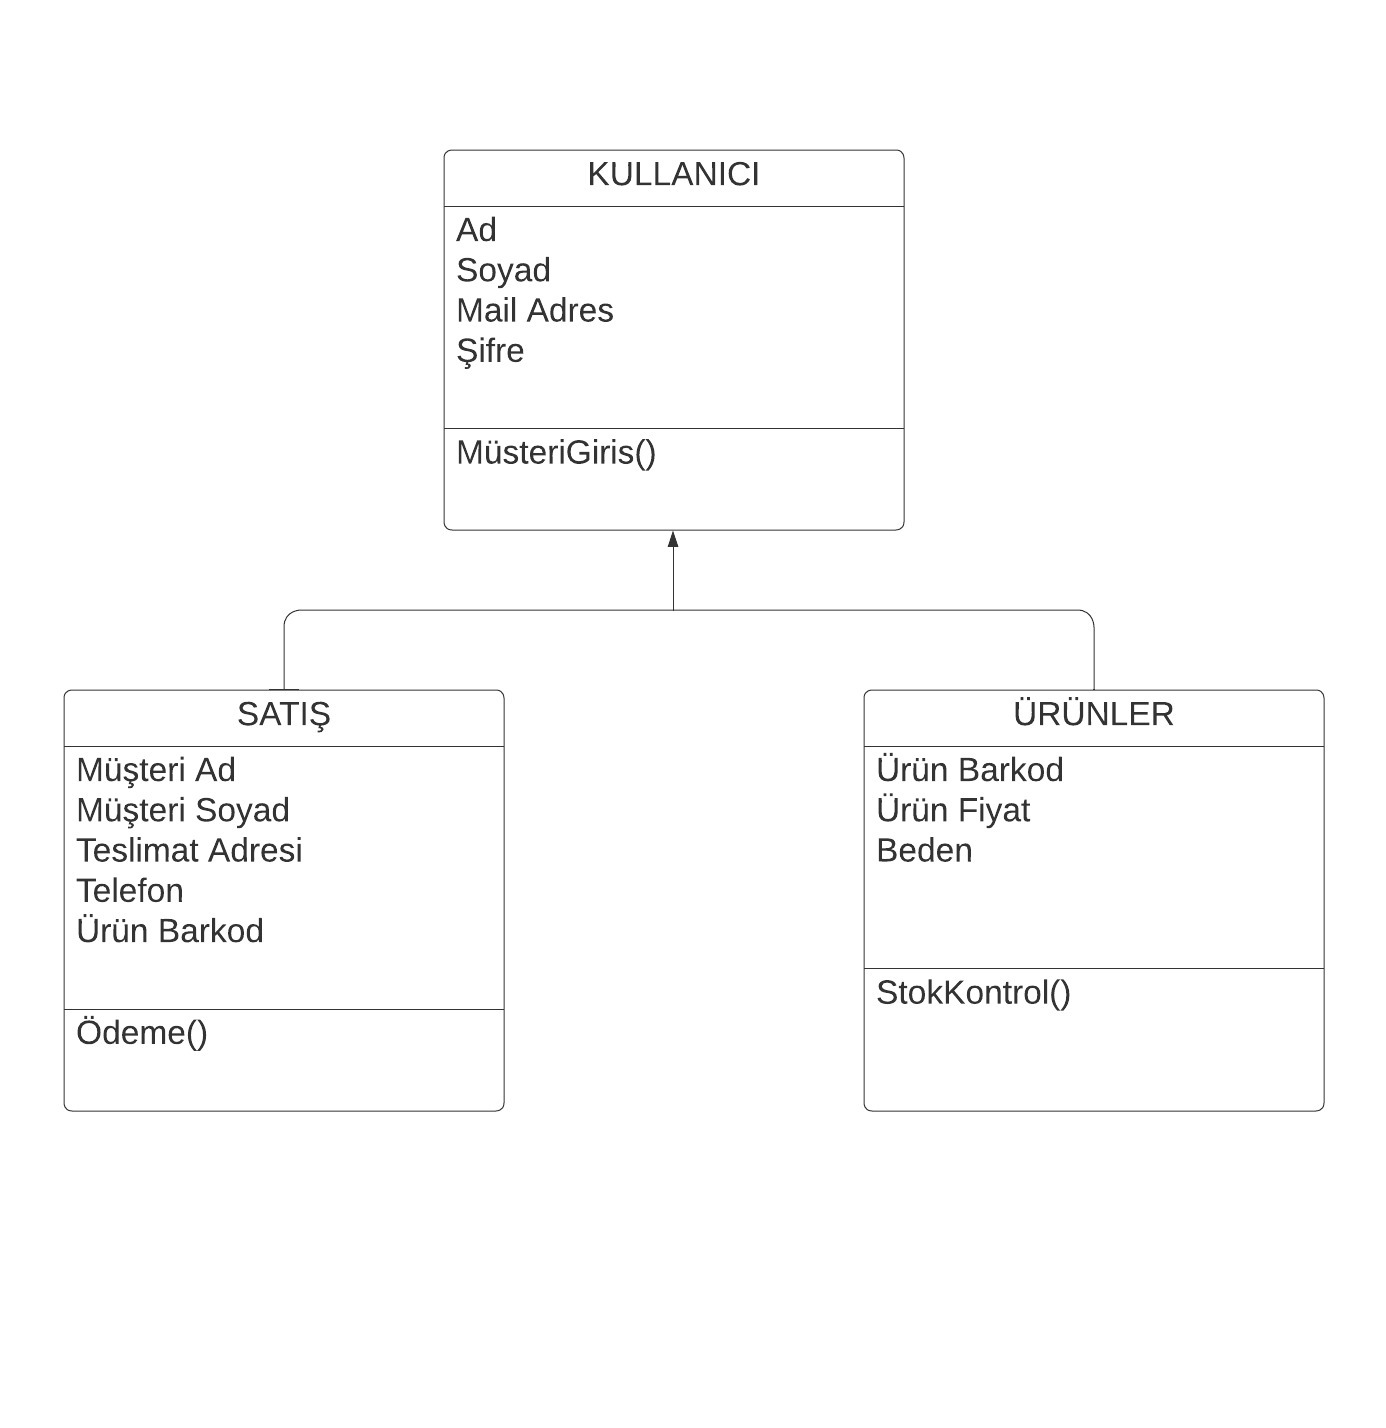 KULLANICI
Ad
Soyad
Mail Adres
Şifre
MüsteriGiris()
SATIŞ
Müşteri Ad
Müşteri Soyad
Teslimat Adresi
Telefon
Ürün Barkod
Ödeme()
ÜRÜNLER
Ürün Barkod
Ürün Fiyat
Beden
StokKontrol()